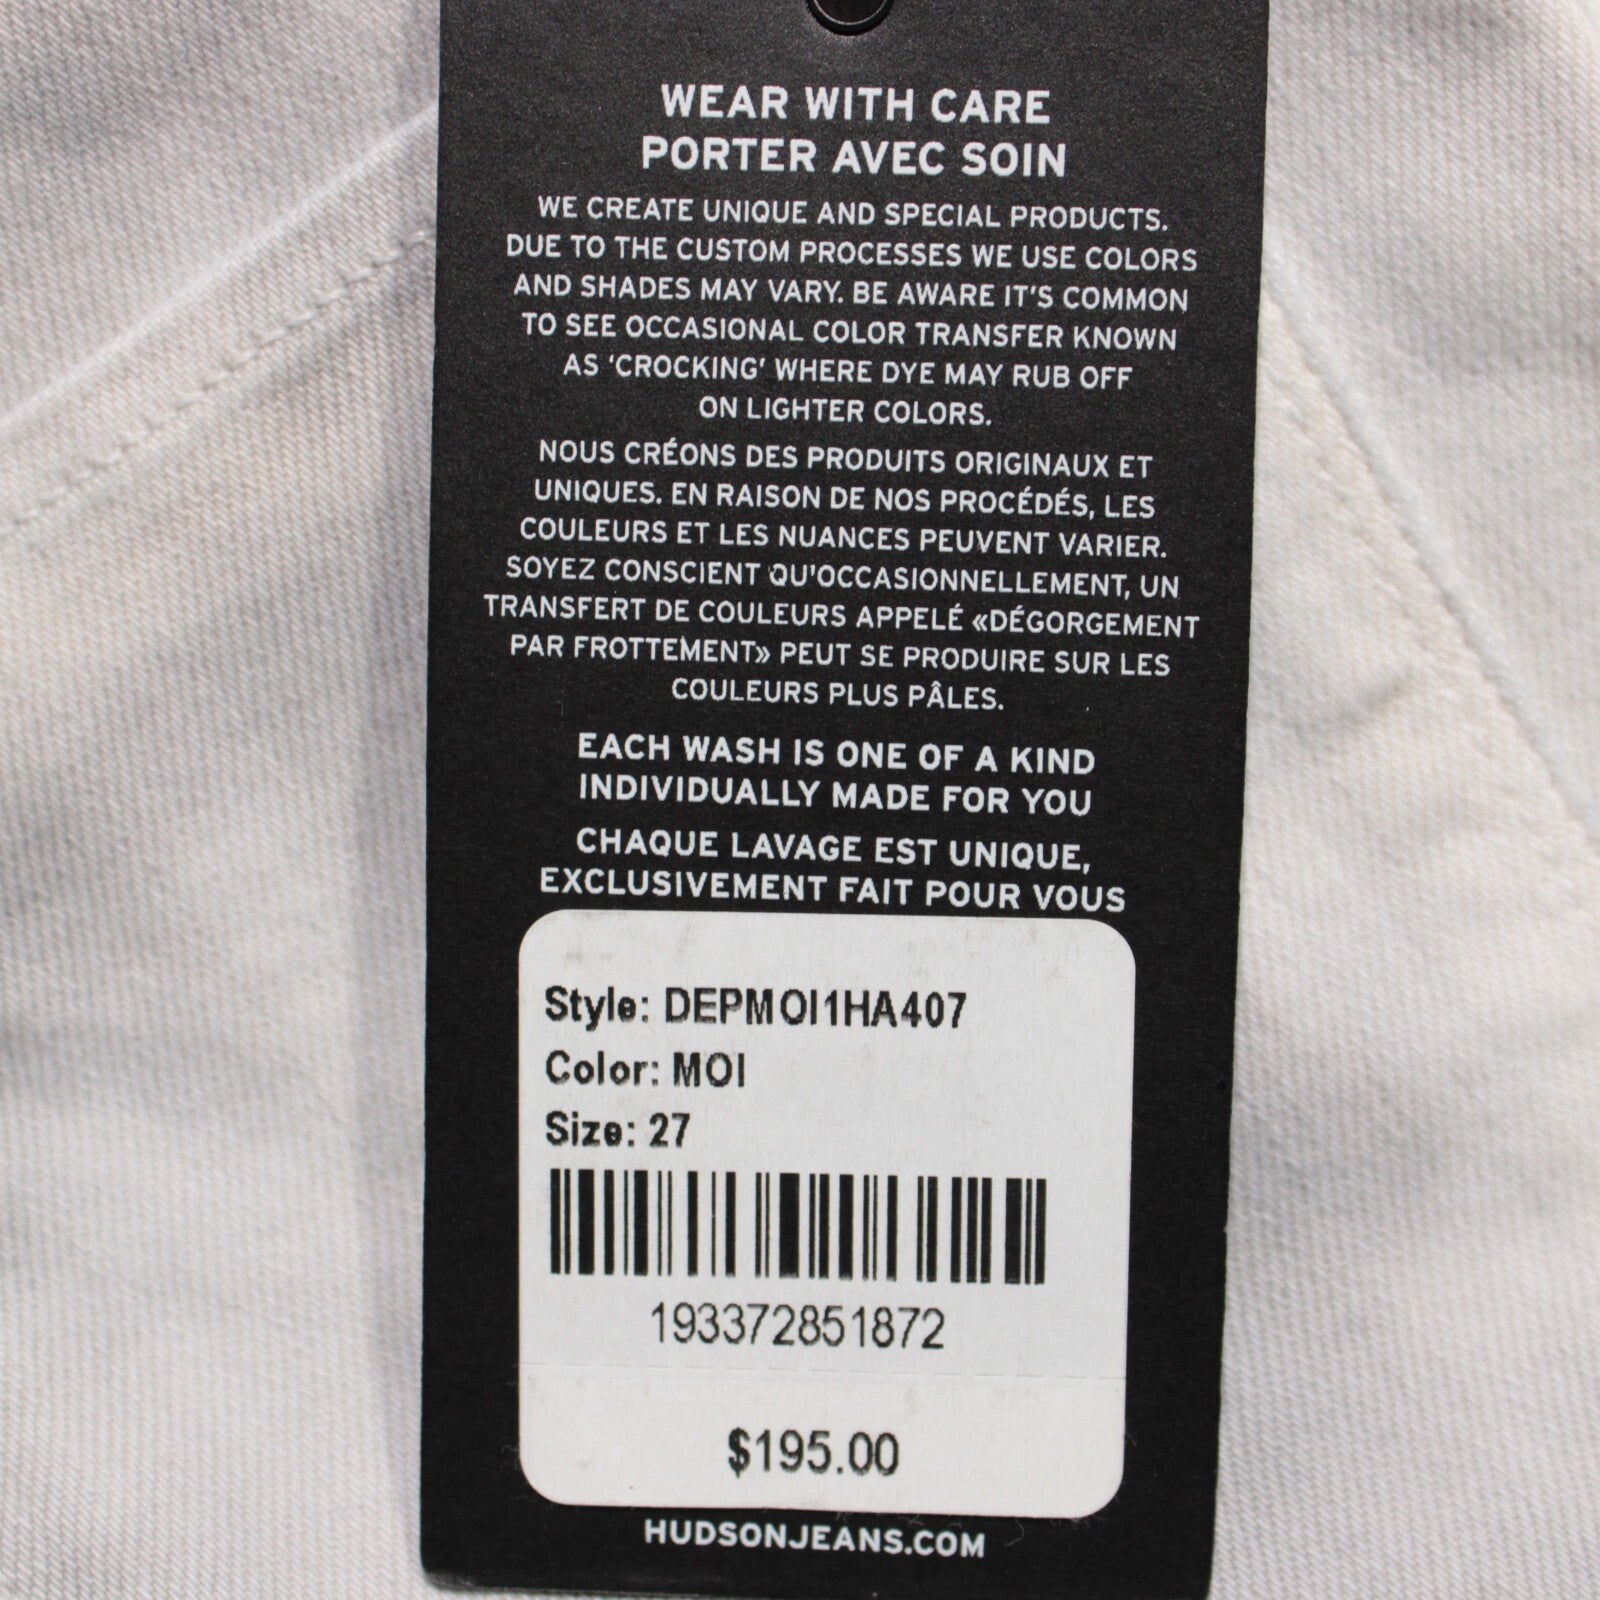 WEAR WITH CARE
PORTER AVEC SOIN
WE CREATE UNIQUE AND SPECIAL PRODUCTS.
DUE TO THE CUSTOM PROCESSES WE USE COLORS
AND SHADES MAY VARY. BE AWARE IT'S COMMON
TO SEE OCCASIONAL COLOR TRANSFER KNOWN
AS ‘CROCKING’ WHERE DYE MAY RUB OFF
ON LIGHTER COLORS.
NOUS CRÉONS DES PRODUITS ORIGINAUX ET
UNIQUES. EN RAISON DE NOS PROCÉDÉS, LES
COULEURS ET LES NUANCES PEUVENT VARIER.
SOYEZ CONSCIENT QU'OCCASIONNELLEMENT, UN
TRANSFERT DE COULEURS APPELÉ «DÉGORGEMENT
PAR FROTTEMENT» PEUT SE PRODUIRE SUR LES
COULEURS PLUS PÂLES.
EACH WASH IS ONE OF A KIND
INDIVIDUALLY MADE FOR YOU
CHAQUE LAVAGE EST UNIQUE,
EXCLUSIVEMENT FAIT POUR VOUS
Style: DEPMOI1HA407
Color: MOI
Size: 27
193372851872
$195.00
HUDSONJEANS.COM